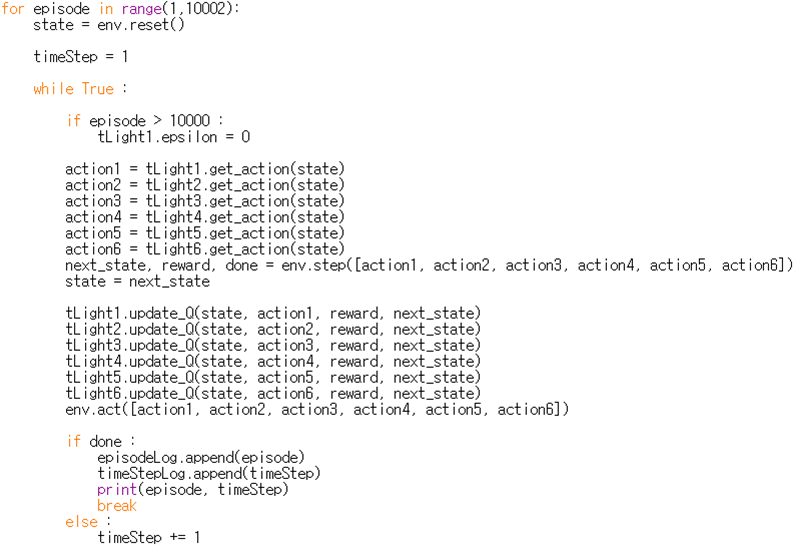 for episode in range(1,10002):
    state = env.reset()
    timeStep = 1
    while True :
        if episode > 10000 :
            tLight1.epsilon = 0
        action1 = tLight1.get_action(state)
        action2 = tLight2.get_action(state)
        action3 = tLight3.get_action(state)
        action4 = tLight4.get_action(state)
        action5 = tLight5.get_action(state)
        action6 = tLight6.get_action(state)
        next_state, reward, done = env.step([action1, action2, action3, action4, action5, action6])
        state = next_state
        tLight1.update_Q(state, action1, reward, next_state)
        tLight2.update_Q(state, action2, reward, next_state)
        tLight3.update_Q(state, action3, reward, next_state)
        tLight4.update_Q(state, action4, reward, next_state)
        tLight5.update_Q(state, action5, reward, next_state)
        tLight6.update_Q(state, action6, reward, next_state)
        env.act([action1, action2, action3, action4, action5, action6])
        if done :
            episodeLog.append(episode)
            timeStepLog.append(timeStep)
            print(episode, timeStep)
            break
        else :
            timeStep += 1